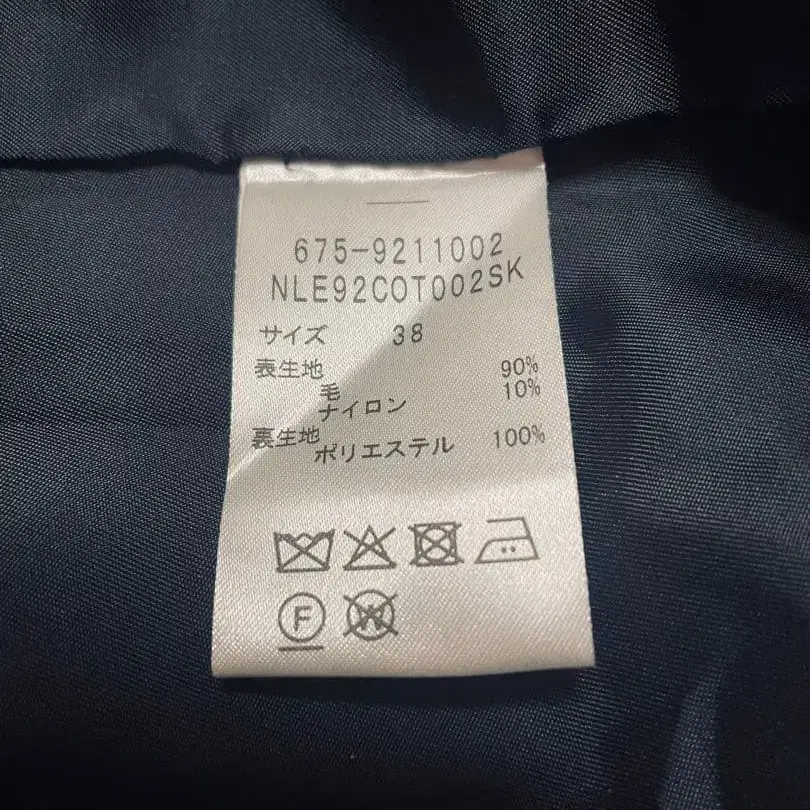 675-9211002
NLE92COT002SK
サイズ 38
表生地
毛 90%
ナイロン 10%
裏生地
ポリエステル 100%
F W